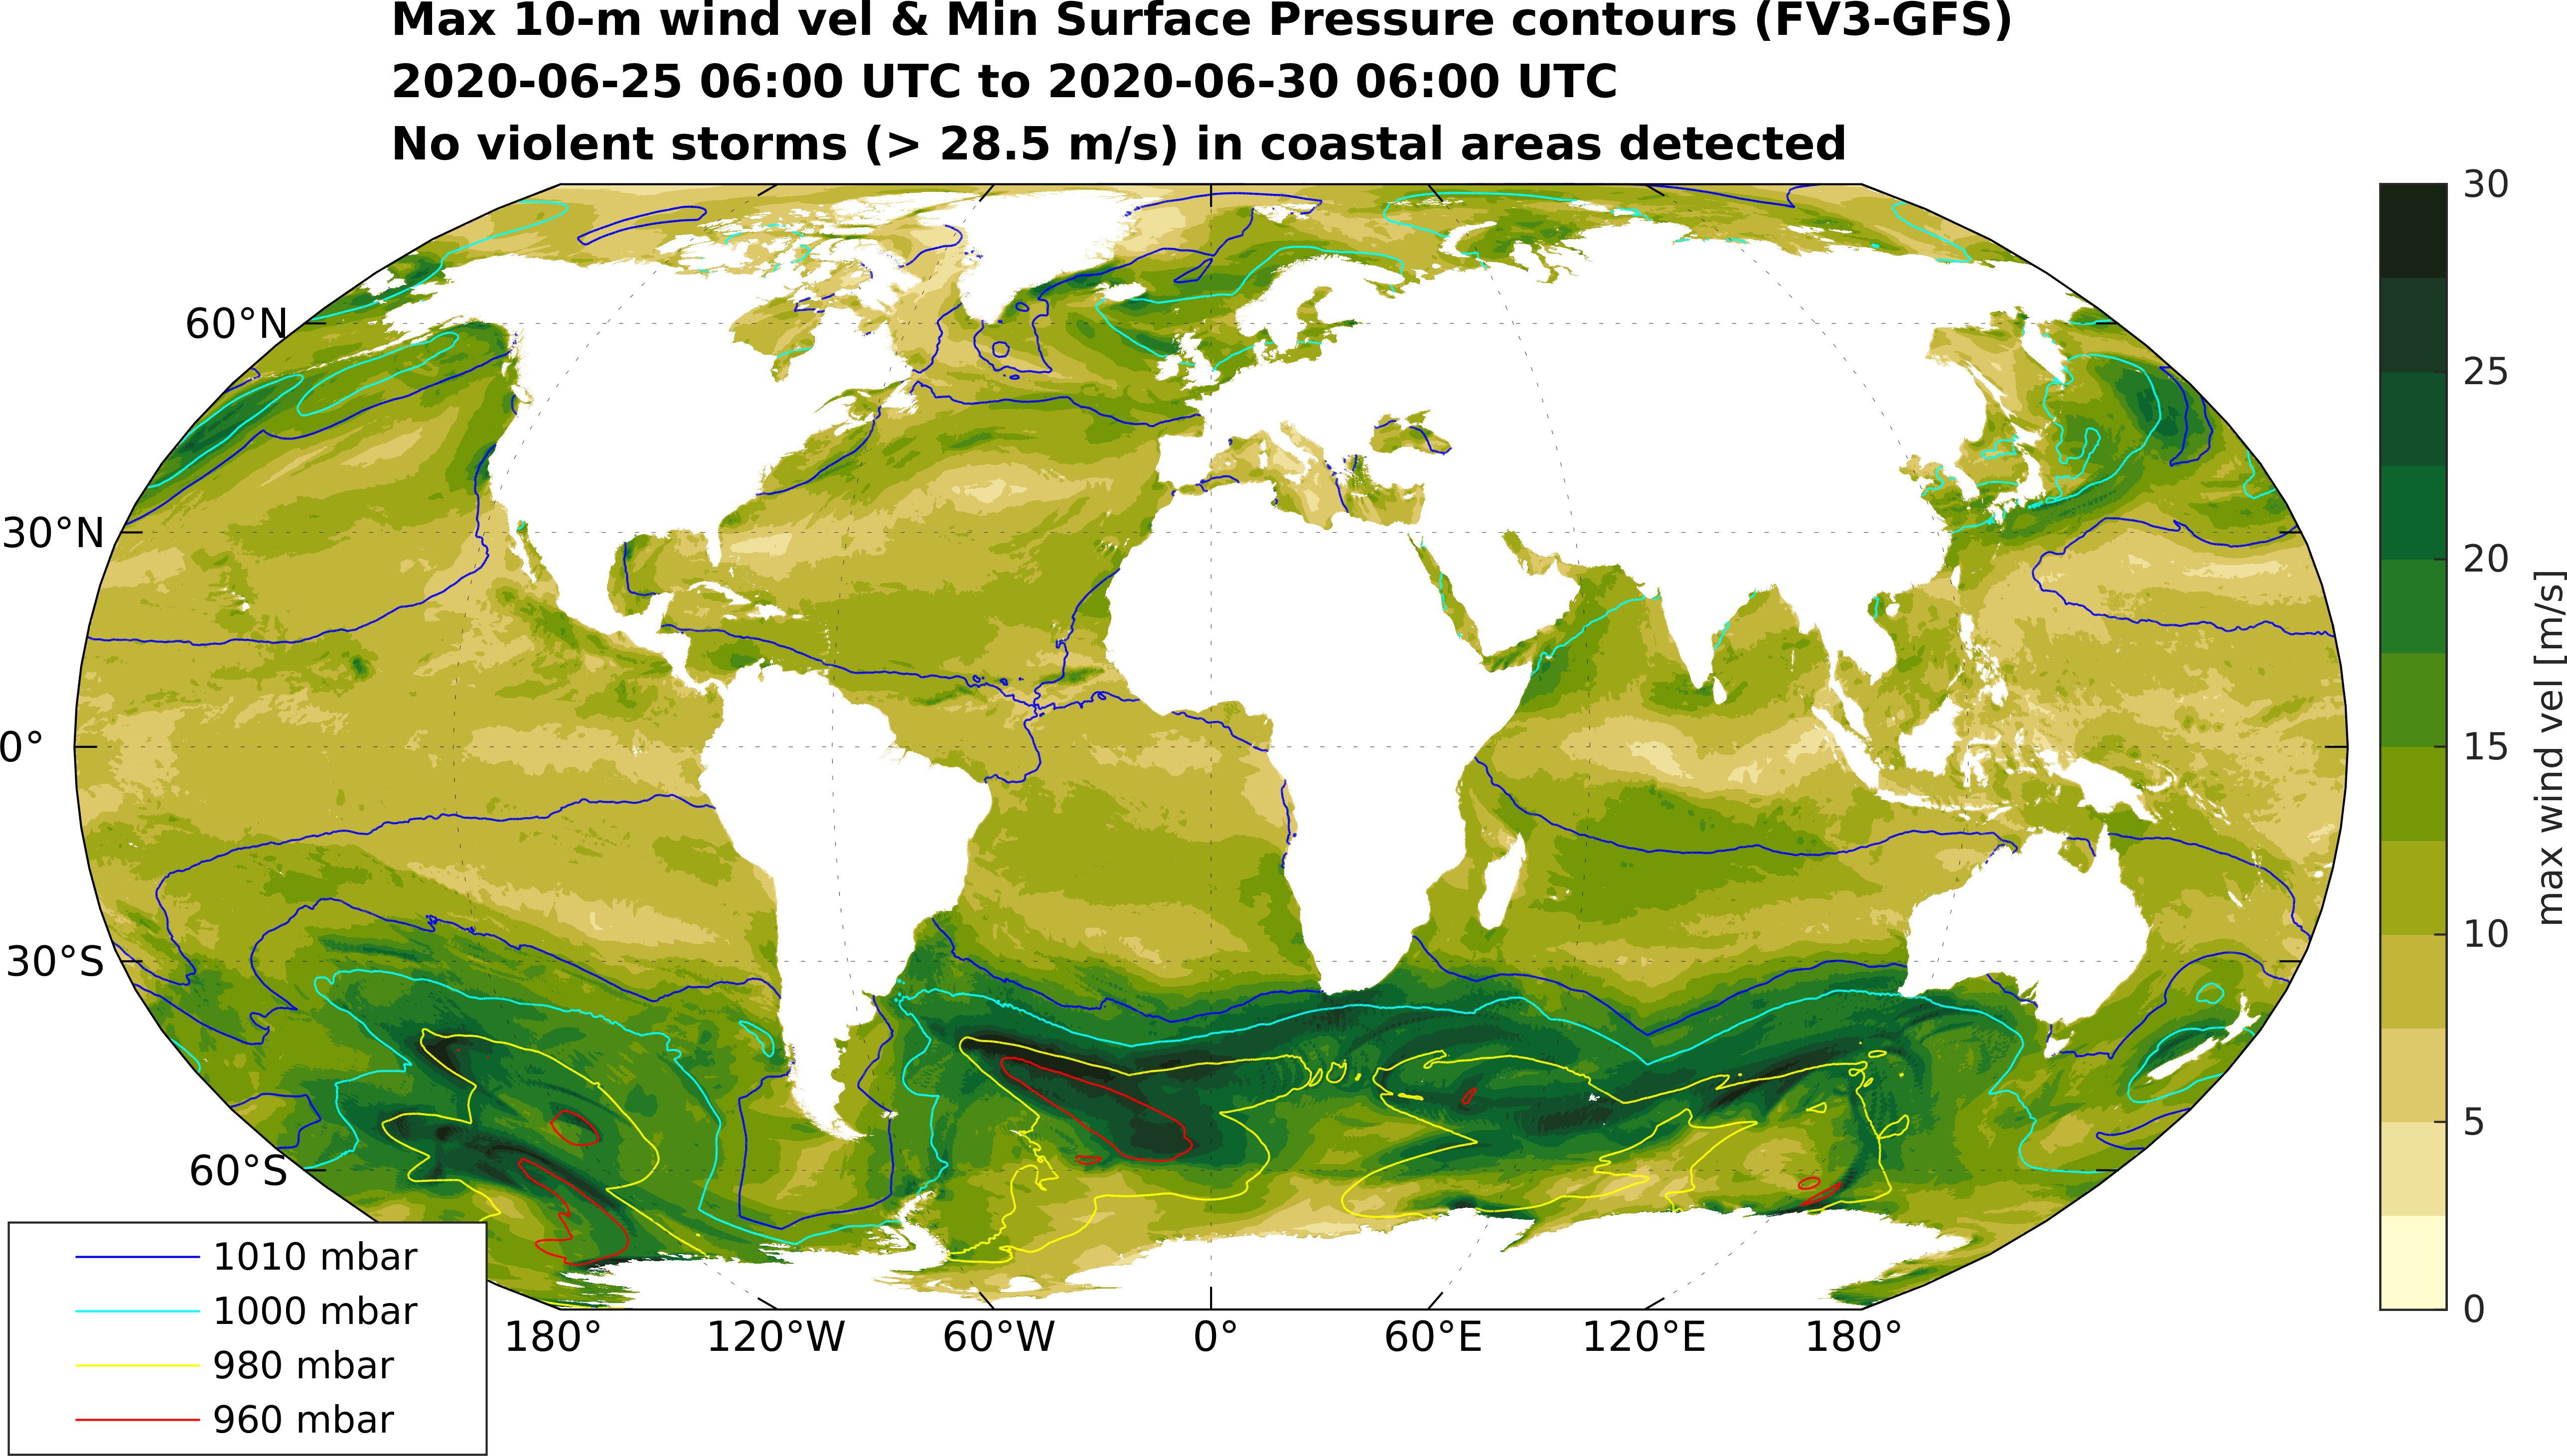 Max 10-m wind vel & Min Surface Pressure contours (FV3-GFS)
2020-06-25 06:00 UTC to 2020-06-30 06:00 UTC
No violent storms (> 28.5 m/s) in coastal areas detected
60°N
30°N
0°
30°S
60°S
180°
120°W
60°W
0°
60°E
120°E
180°
1010 mbar
1000 mbar
980 mbar
960 mbar
30
25
20
15
10
5
0
max wind vel [m/s]